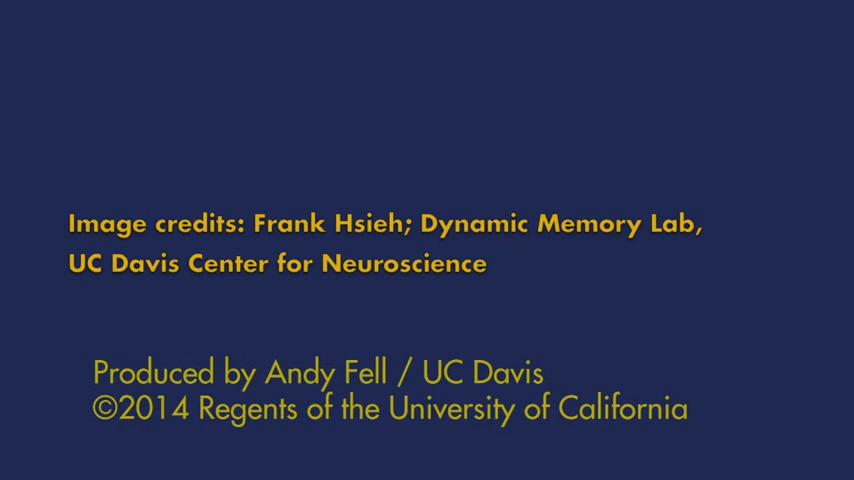 Image credits: Frank Hsieh; Dynamic Memory Lab,
UC Davis Center for Neuroscience
Produced by Andy Fell / UC Davis
©2014 Regents of the University of California